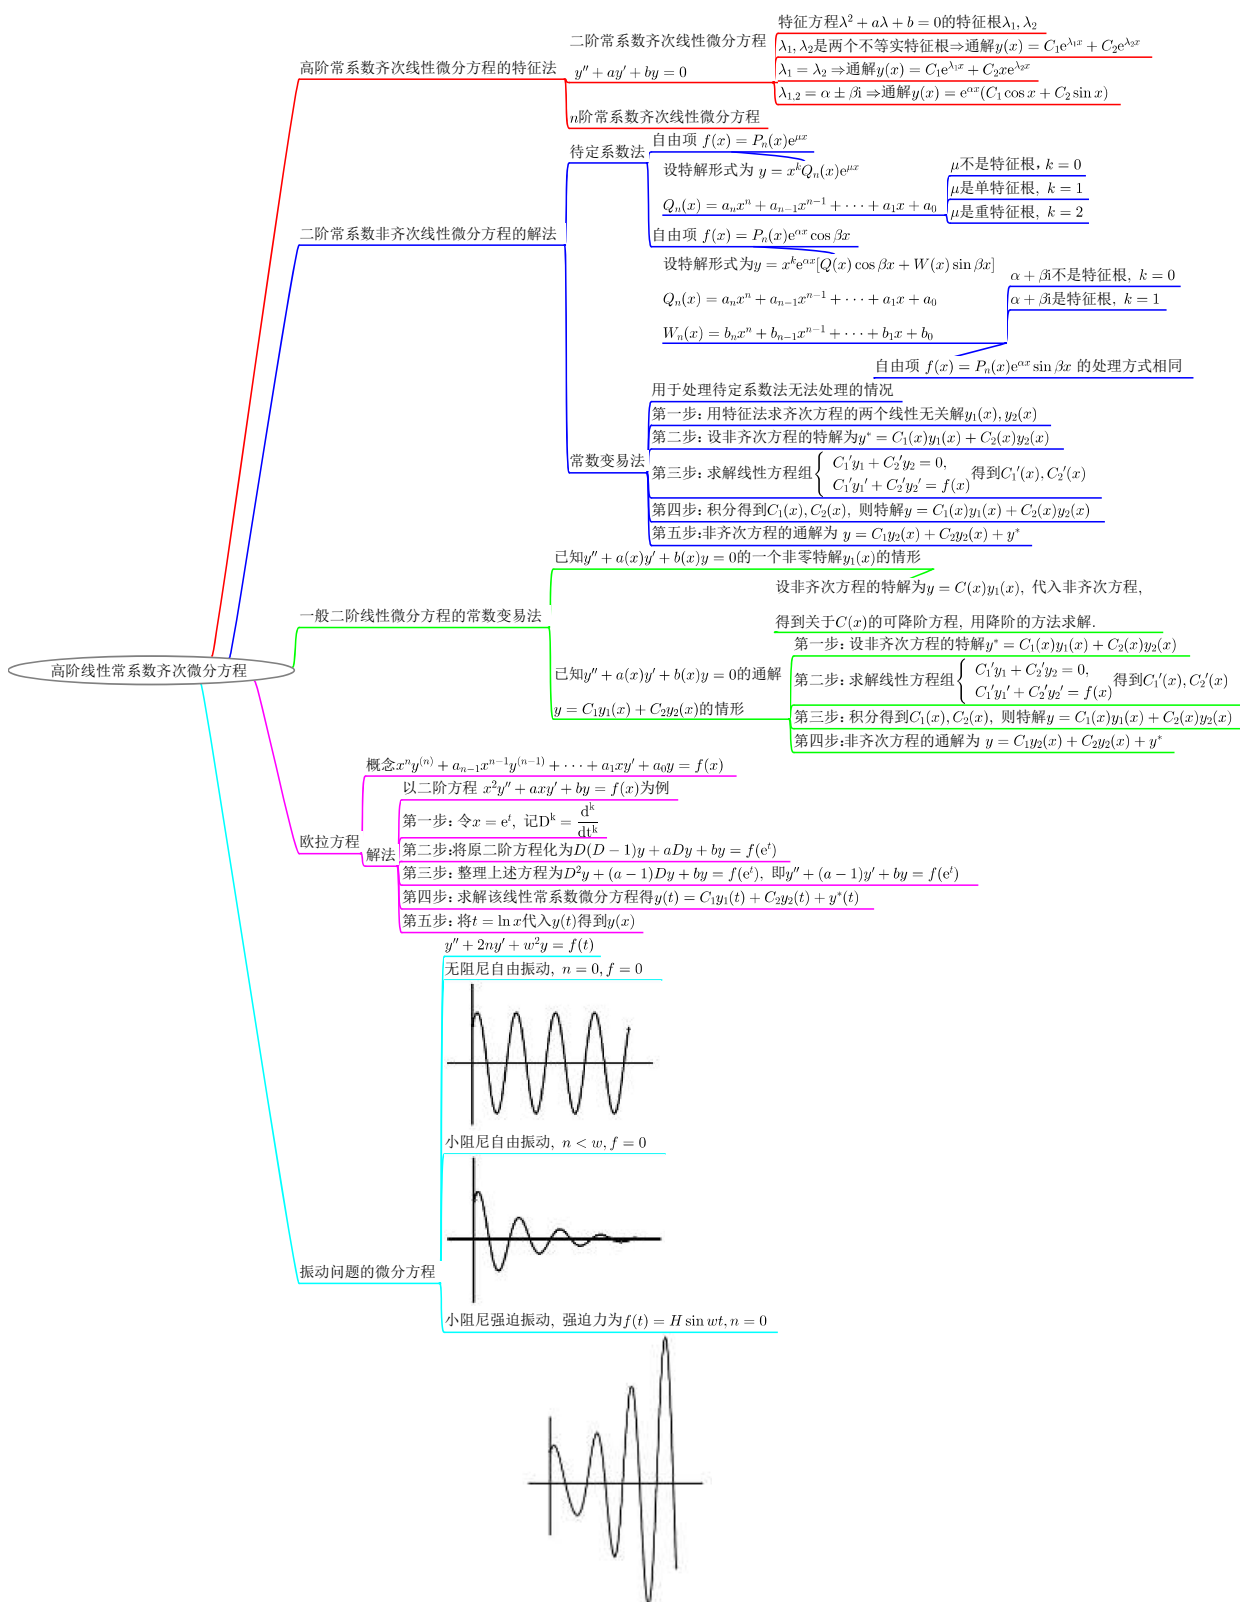 高阶线性常系数齐次微分方程
高阶常系数齐次线性微分方程的特征法
二阶常系数齐次线性微分方程
y″ + ay′ + by = 0
特征方程λ² + aλ + b = 0的特征根λ₁, λ₂
λ₁, λ₂是两个不等实特征根⇒通解y(x) = C₁e^{λ₁x} + C₂e^{λ₂x}
λ₁ = λ₂ ⇒通解y(x) = C₁e^{λ₁x} + C₂xe^{λ₂x}
λ₁,₂ = α ± βi ⇒通解y(x) = e^{αx}(C₁ cos x + C₂ sin x)
n阶常系数齐次线性微分方程
二阶常系数非齐次线性微分方程的解法
待定系数法
自由项 f(x) = Pₙ(x)e^{μx}
设特解形式为 y = x^k Qₙ(x)e^{μx}
Qₙ(x) = aₙxⁿ + aₙ₋₁xⁿ⁻¹ + · · · + a₁x + a₀
μ不是特征根，k = 0
μ是单特征根, k = 1
μ是重特征根, k = 2
自由项 f(x) = Pₙ(x)e^{αx} cos βx
设特解形式为y = x^k e^{αx}[Q(x) cos βx + W(x) sin βx]
Qₙ(x) = aₙxⁿ + aₙ₋₁xⁿ⁻¹ + · · · + a₁x + a₀
Wₙ(x) = bₙxⁿ + bₙ₋₁xⁿ⁻¹ + · · · + b₁x + b₀
α + βi不是特征根, k = 0
α + βi是特征根, k = 1
自由项 f(x) = Pₙ(x)e^{αx} sin βx 的处理方式相同
常数变易法
用于处理待定系数法无法处理的情况
第一步: 用特征法求齐次方程的两个线性无关解y₁(x), y₂(x)
第二步: 设非齐次方程的特解为y* = C₁(x)y₁(x) + C₂(x)y₂(x)
第三步: 求解线性方程组{ C₁′y₁ + C₂′y₂ = 0, C₁′y₁′ + C₂′y₂′ = f(x) 得到C₁′(x), C₂′(x)
第四步: 积分得到C₁(x), C₂(x), 则特解y = C₁(x)y₁(x) + C₂(x)y₂(x)
第五步:非齐次方程的通解为 y = C₁y₂(x) + C₂y₂(x) + y*
一般二阶线性微分方程的常数变易法
已知y″ + a(x)y′ + b(x)y = 0的一个非零特解y₁(x)的情形
设非齐次方程的特解为y = C(x)y₁(x), 代入非齐次方程,
得到关于C(x)的可降阶方程, 用降阶的方法求解.
已知y″ + a(x)y′ + b(x)y = 0的通解
y = C₁y₁(x) + C₂y₂(x)的情形
第一步: 设非齐次方程的特解y* = C₁(x)y₁(x) + C₂(x)y₂(x)
第二步: 求解线性方程组{ C₁′y₁ + C₂′y₂ = 0, C₁′y₁′ + C₂′y₂′ = f(x) 得到C₁′(x), C₂′(x)
第三步: 积分得到C₁(x), C₂(x), 则特解y = C₁(x)y₁(x) + C₂(x)y₂(x)
第四步:非齐次方程的通解为 y = C₁y₂(x) + C₂y₂(x) + y*
欧拉方程
概念xⁿy⁽ⁿ⁾ + aₙ₋₁xⁿ⁻¹y⁽ⁿ⁻¹⁾ + · · · + a₁xy′ + a₀y = f(x)
解法
以二阶方程 x²y″ + axy′ + by = f(x)为例
第一步: 令x = e^t, 记D^k = d^k/dt^k
第二步:将原二阶方程化为D(D − 1)y + aDy + by = f(e^t)
第三步: 整理上述方程为D²y + (a − 1)Dy + by = f(e^t), 即y″ + (a − 1)y′ + by = f(e^t)
第四步: 求解该线性常系数微分方程得y(t) = C₁y₁(t) + C₂y₂(t) + y*(t)
第五步: 将t = ln x代入y(t)得到y(x)
振动问题的微分方程
y″ + 2ny′ + w²y = f(t)
无阻尼自由振动, n = 0, f = 0
小阻尼自由振动, n < w, f = 0
小阻尼强迫振动, 强迫力为f(t) = H sin wt, n = 0